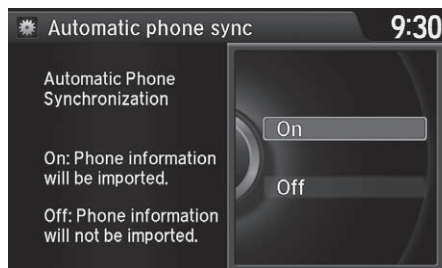 Automatic phone sync
9:30
Automatic Phone
Synchronization
On: Phone information
will be imported.
Off: Phone information
will not be imported.
On
Off